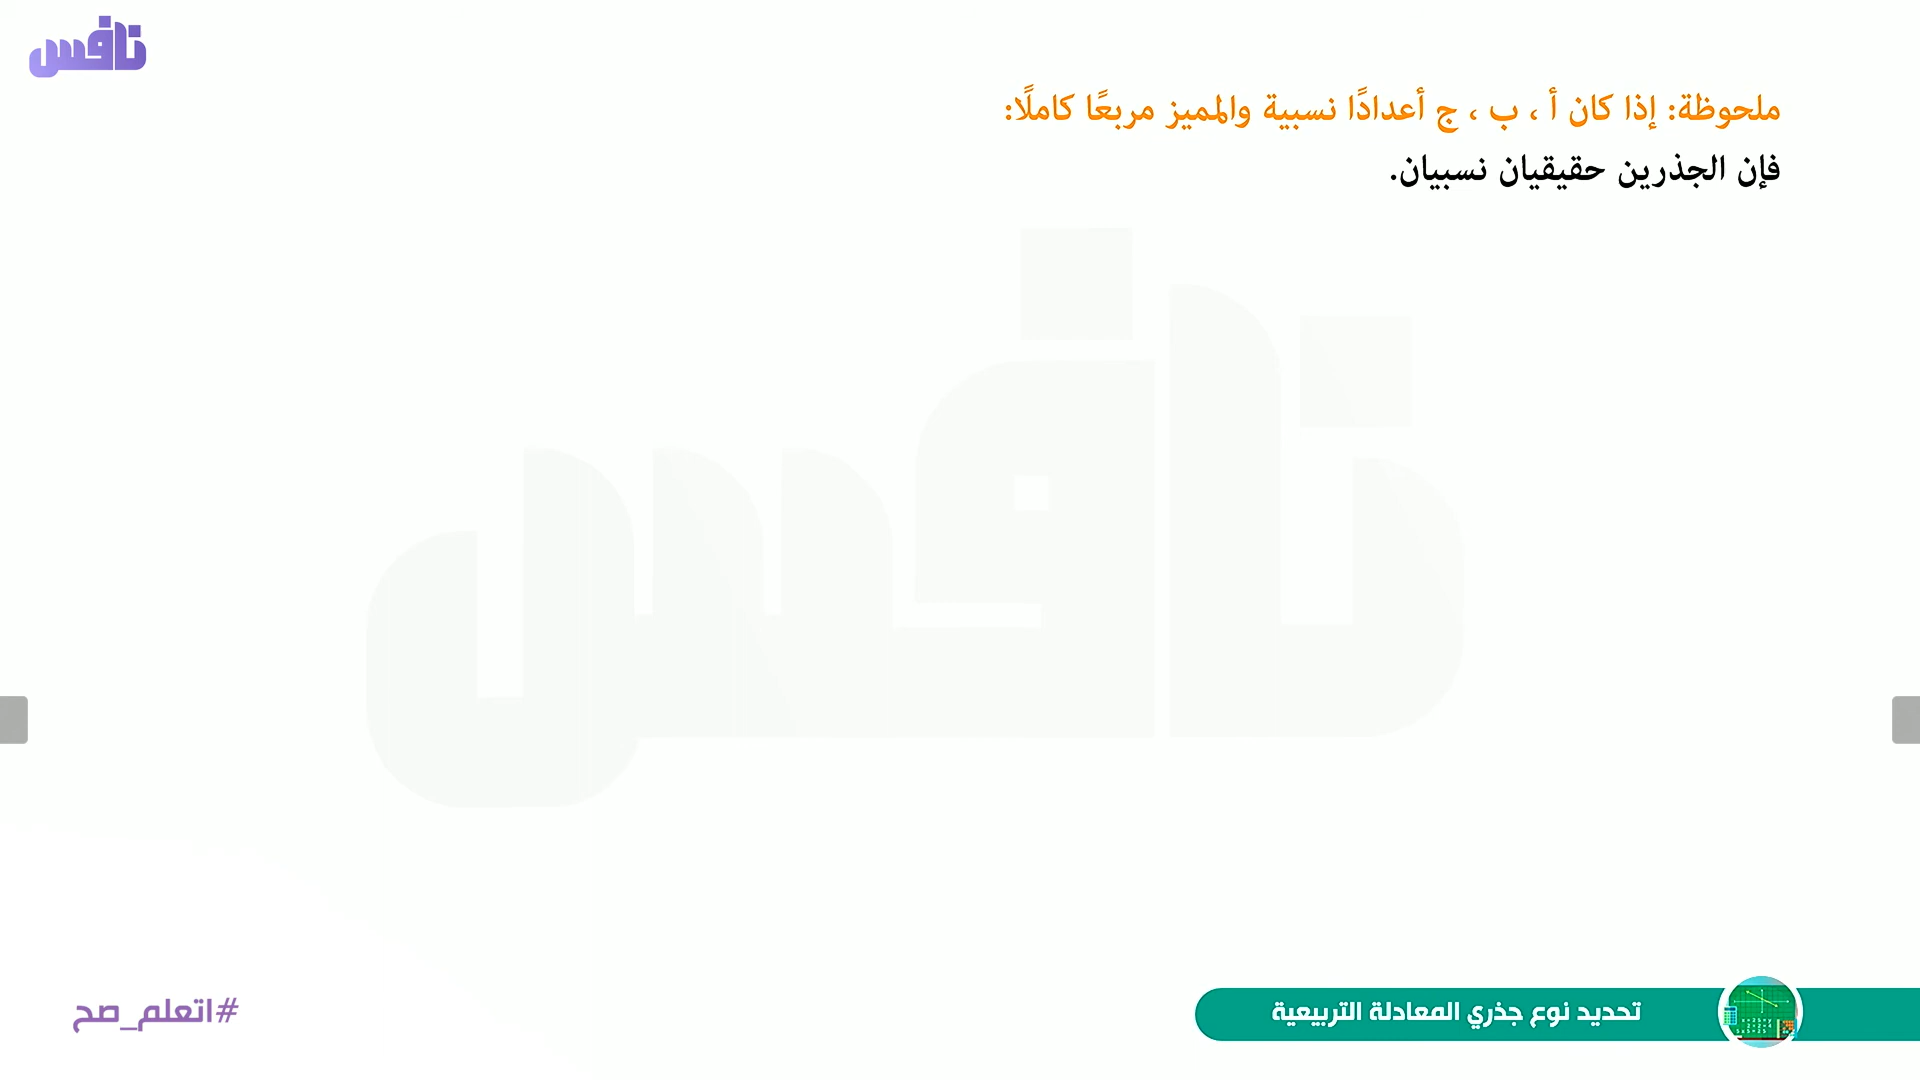 نافس
ملحوظة: إذا كان أ ، ب ، ج أعدادًا نسبية والمميز مربعًا كاملًا:
فإن الجذرين حقيقيان نسبيان.
نافس
تحديد نوع جذري المعادلة التربيعية
#اتعلم_صح